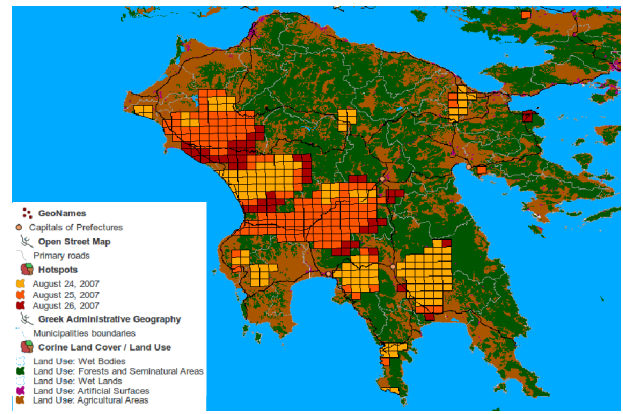 GeoNames
Capitals of Prefectures
Open Street Map
Primary roads
Hotspots
August 24, 2007
August 25, 2007
August 26, 2007
Greek Administrative Geography
Municipalities boundaries
Corine Land Cover / Land Use
Land Use: Wet Bodies
Land Use: Forests and Seminatural Areas
Land Use: Wet Lands
Land Use: Artificial Surfaces
Land Use: Agricultural Areas